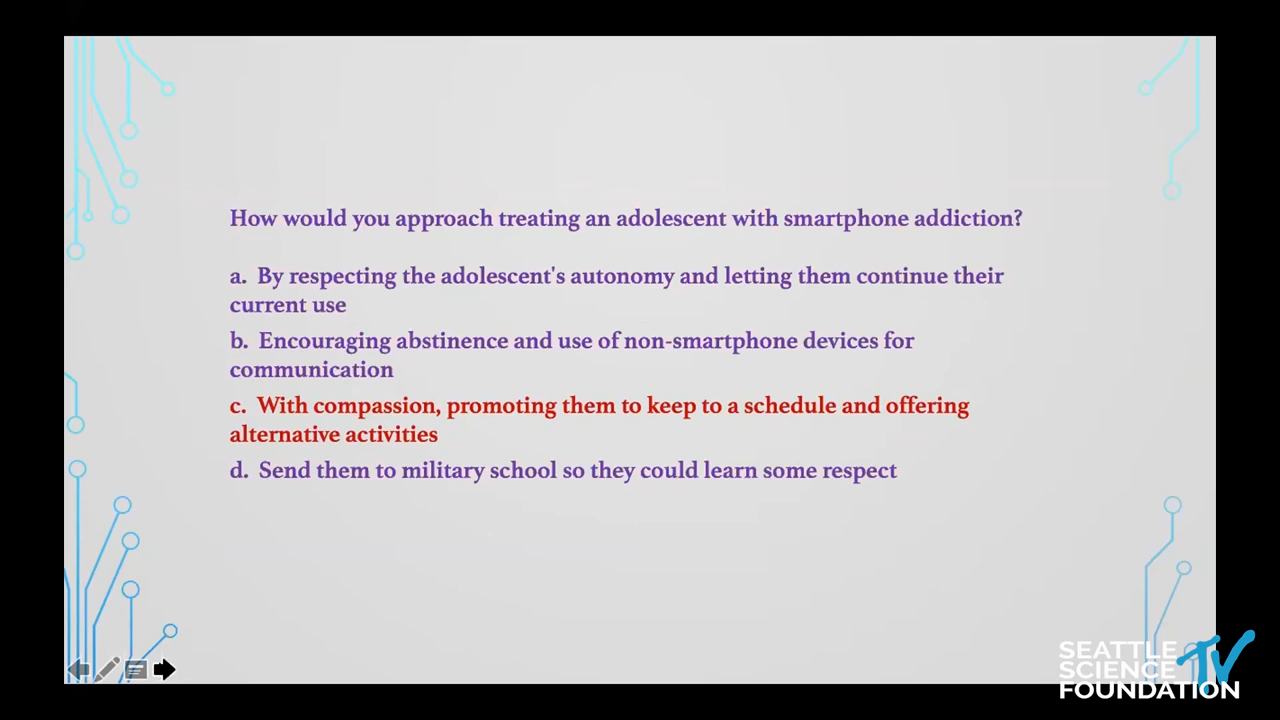 How would you approach treating an adolescent with smartphone addiction?
a. By respecting the adolescent's autonomy and letting them continue their
current use
b. Encouraging abstinence and use of non-smartphone devices for
communication
c. With compassion, promoting them to keep to a schedule and offering
alternative activities
d. Send them to military school so they could learn some respect
SEATTLE
SCIENCE TV
FOUNDATION